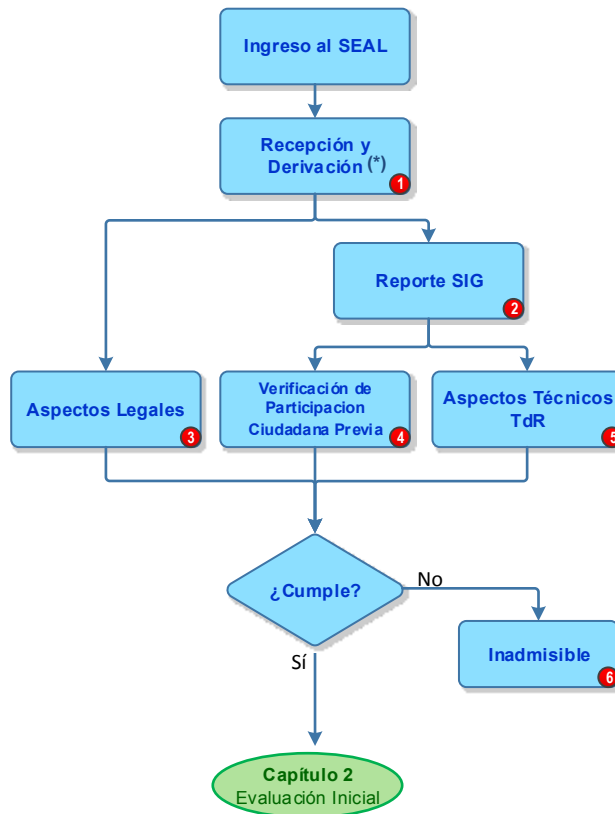 Ingreso al SEAL
Recepción y
Derivación (*)
1
Reporte SIG
2
Aspectos Legales
3
Verificación de
Participacion
Ciudadana Previa
4
Aspectos Técnicos
TdR
5
¿Cumple?
No
Inadmisible
6
Sí
Capítulo 2
Evaluación Inicial